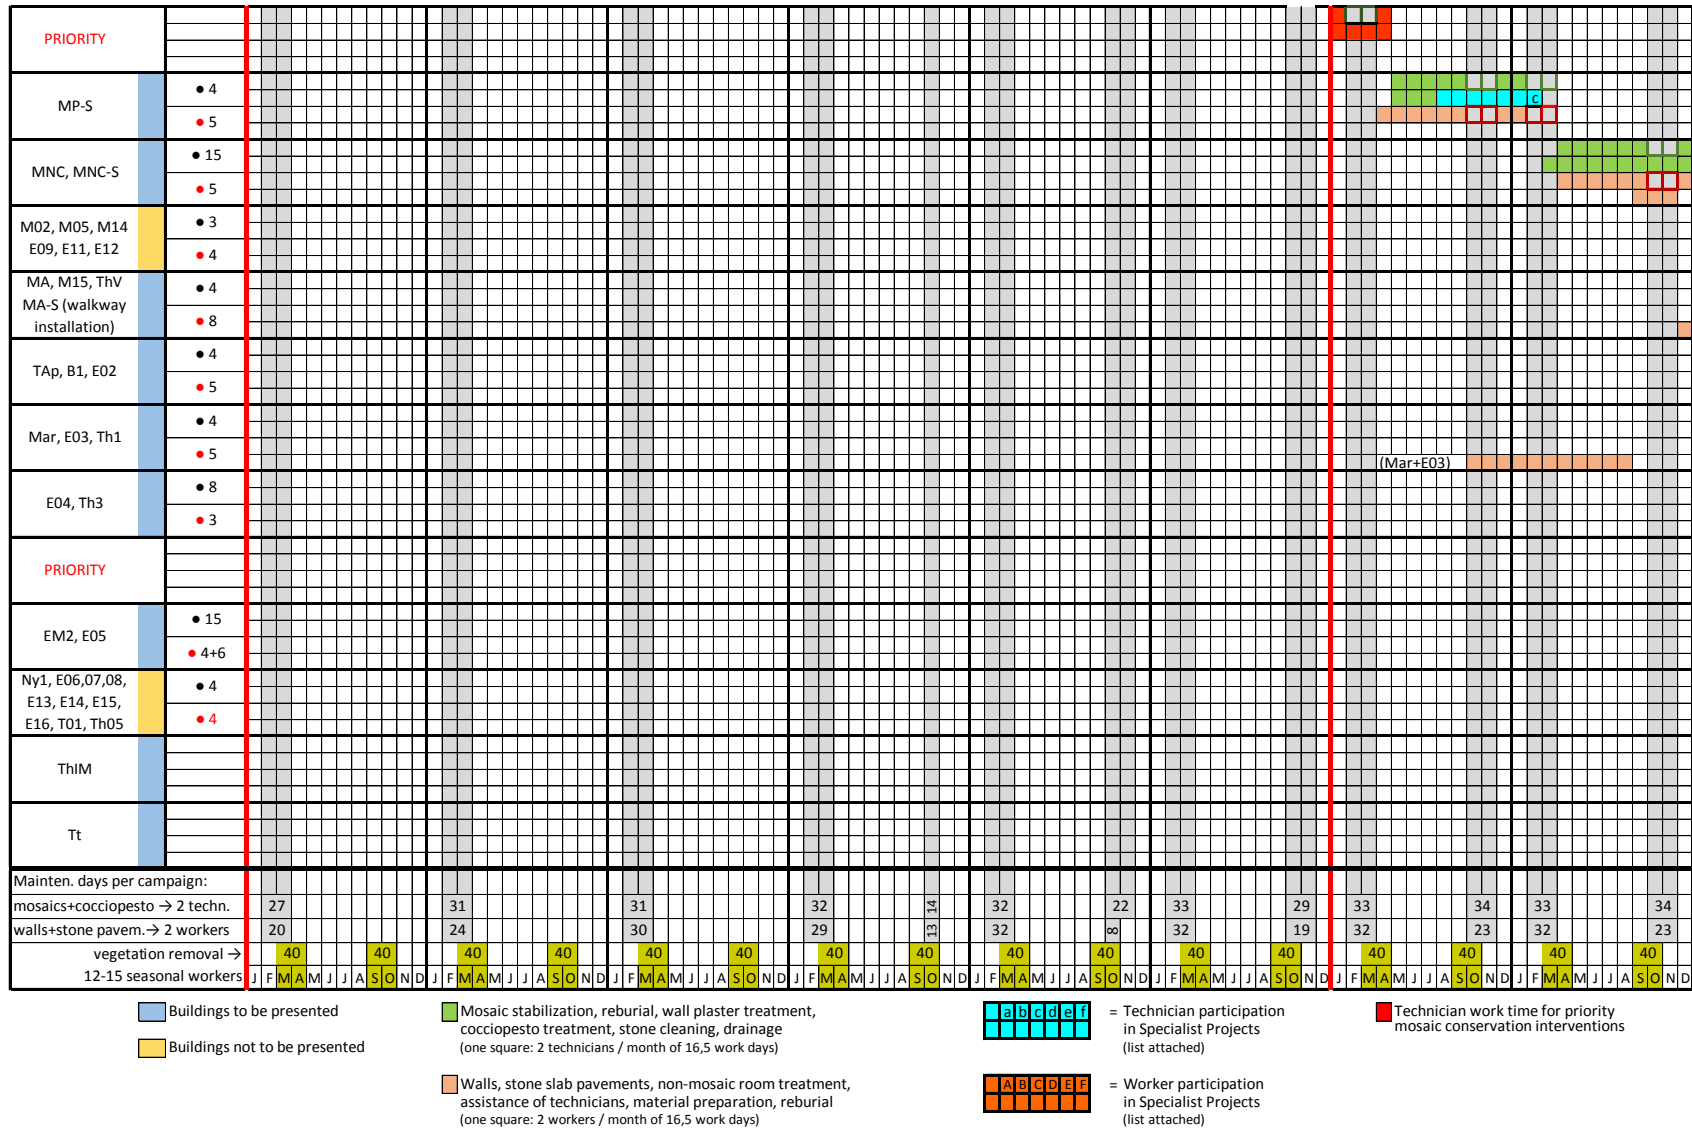 PRIORITY
MP-S
● 4
● 5
c
MNC, MNC-S
● 15
● 5
M02, M05, M14
E09, E11, E12
● 3
● 4
MA, M15, ThV
MA-S (walkway
installation)
● 4
● 8
TAp, B1, E02
● 4
● 5
Mar, E03, Th1
● 4
● 5
(Mar+E03)
E04, Th3
● 8
● 3
PRIORITY
EM2, E05
● 15
● 4+6
Ny1, E06,07,08,
E13, E14, E15,
E16, T01, Th05
● 4
● 4
ThIM
Tt
Mainten. days per campaign:
mosaics+cocciopesto → 2 techn. 27 31 31 32 14 32 22 33 29 33 34 33 34
walls+stone pavem.→ 2 workers 20 24 30 29 13 32 8 32 19 32 23 32 23
vegetation removal → 40 40 40 40 40 40 40 40 40 40 40 40 40 40 40 40
12-15 seasonal workers J F M A M J J A S O N D J F M A M J J A S O N D J F M A M J J A S O N D J F M A M J J A S O N D J F M A M J J A S O N D J F M A M J J A S O N D J F M A M J J A S O N D J F M A M J J A S O N D
Buildings to be presented
Buildings not to be presented
Mosaic stabilization, reburial, wall plaster treatment,
cocciopesto treatment, stone cleaning, drainage
(one square: 2 technicians / month of 16,5 work days)
Walls, stone slab pavements, non-mosaic room treatment,
assistance of technicians, material preparation, reburial
(one square: 2 workers / month of 16,5 work days)
a b c d e f
= Technician participation
in Specialist Projects
(list attached)
A B C D E F
= Worker participation
in Specialist Projects
(list attached)
Technician work time for priority
mosaic conservation interventions